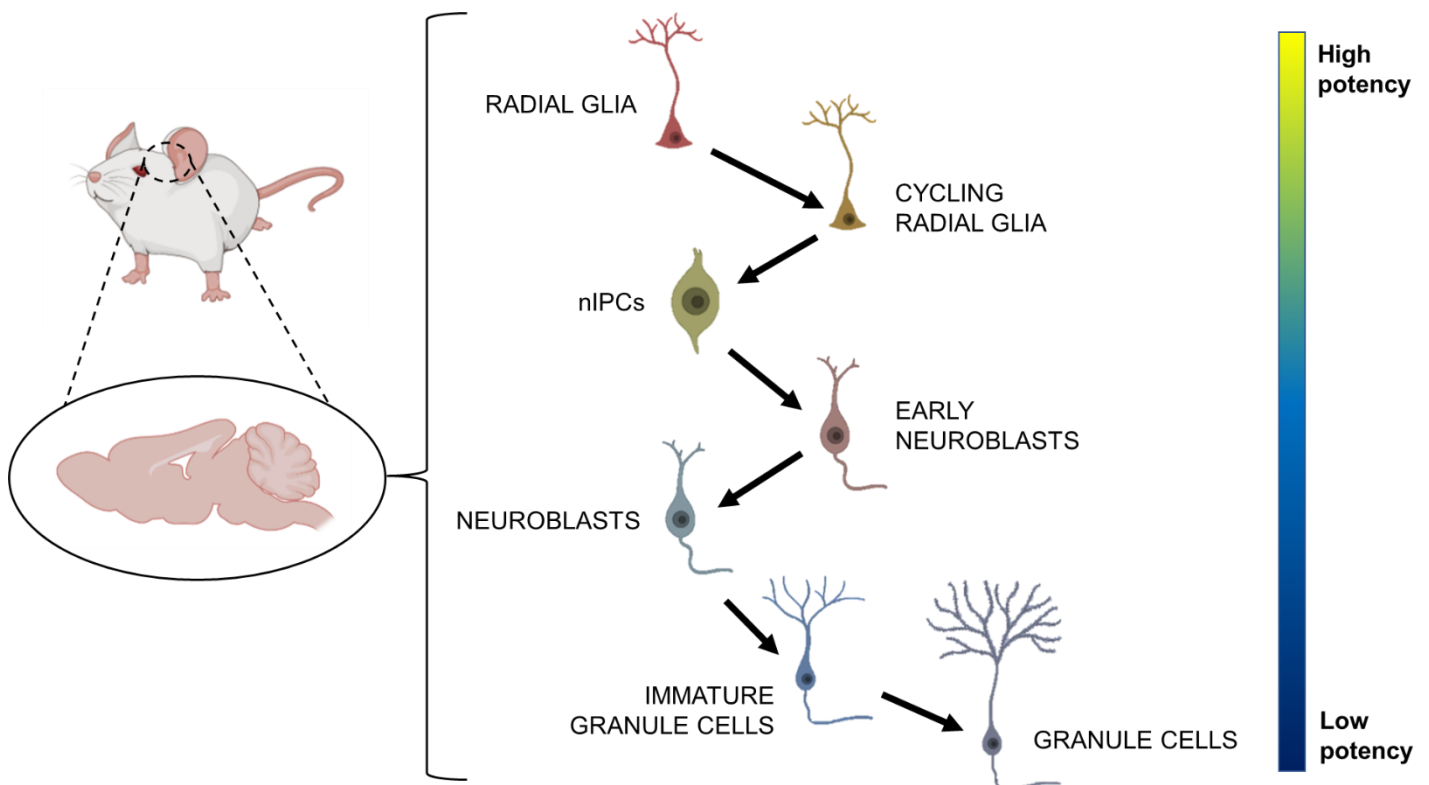 High
potency
RADIAL GLIA
CYCLING
RADIAL GLIA
nIPCs
EARLY
NEUROBLASTS
NEUROBLASTS
IMMATURE
GRANULE CELLS
GRANULE CELLS
Low
potency